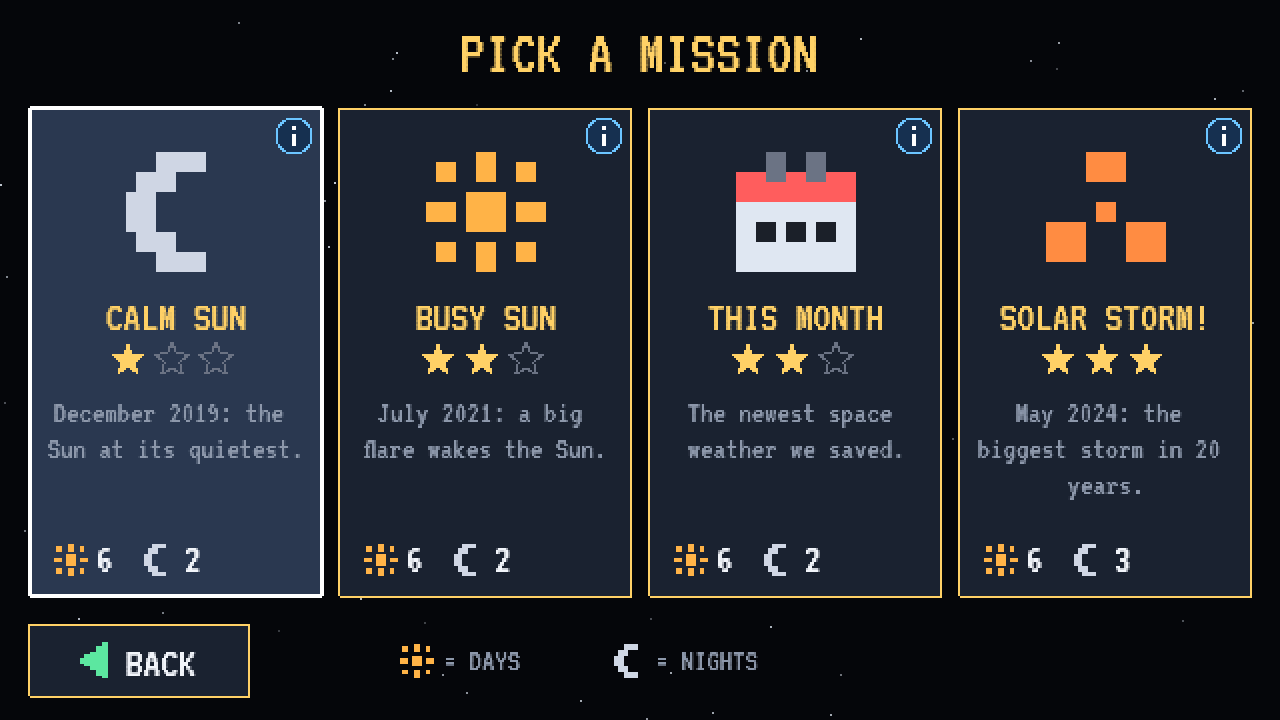 PICK A MISSION
i
i
i
i
CALM SUN
December 2019: the
Sun at its quietest.
6 2
BUSY SUN
July 2021: a big
flare wakes the Sun.
6 2
THIS MONTH
The newest space
weather we saved.
6 2
SOLAR STORM!
May 2024: the
biggest storm in 20
years.
6 3
BACK
= DAYS
= NIGHTS